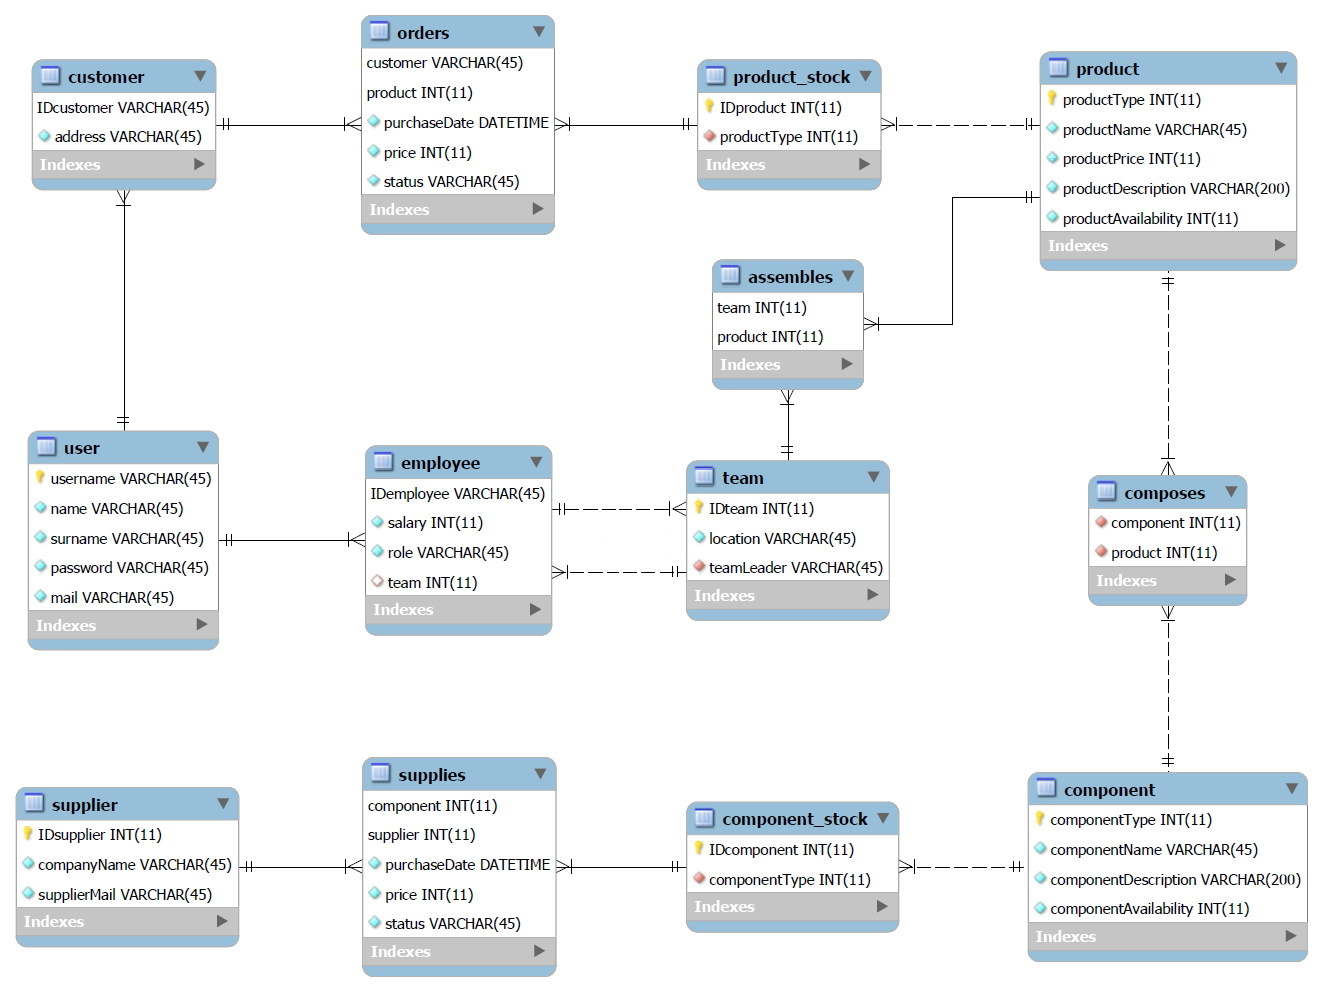 orders
customer VARCHAR(45)
product INT(11)
purchaseDate DATETIME
price INT(11)
status VARCHAR(45)
Indexes
customer
IDcustomer VARCHAR(45)
address VARCHAR(45)
Indexes
product_stock
IDproduct INT(11)
productType INT(11)
Indexes
product
productType INT(11)
productName VARCHAR(45)
productPrice INT(11)
productDescription VARCHAR(200)
productAvailability INT(11)
Indexes
assembles
team INT(11)
product INT(11)
Indexes
user
username VARCHAR(45)
name VARCHAR(45)
surname VARCHAR(45)
password VARCHAR(45)
mail VARCHAR(45)
Indexes
employee
IDemployee VARCHAR(45)
salary INT(11)
role VARCHAR(45)
team INT(11)
Indexes
team
IDteam INT(11)
location VARCHAR(45)
teamLeader VARCHAR(45)
Indexes
composes
component INT(11)
product INT(11)
Indexes
supplier
IDsupplier INT(11)
companyName VARCHAR(45)
supplierMail VARCHAR(45)
Indexes
supplies
component INT(11)
supplier INT(11)
purchaseDate DATETIME
price INT(11)
status VARCHAR(45)
Indexes
component_stock
IDcomponent INT(11)
componentType INT(11)
Indexes
component
componentType INT(11)
componentName VARCHAR(45)
componentDescription VARCHAR(200)
componentAvailability INT(11)
Indexes